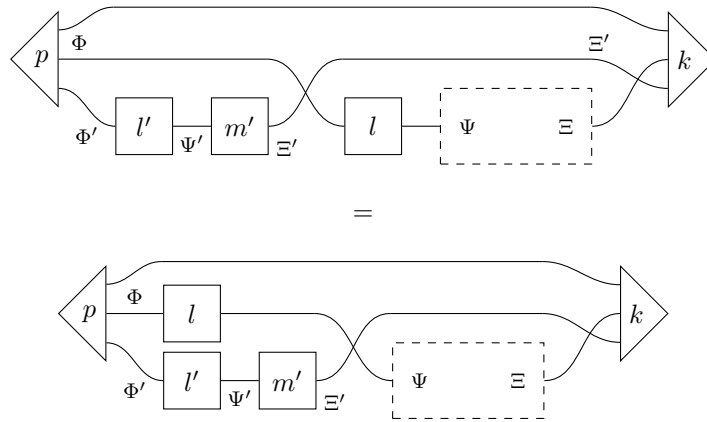 p Φ Ξ′ k
Φ′ l′ Ψ′ m′ Ξ′ l Ψ Ξ
=
p Φ l k
Φ′ l′ Ψ′ m′ Ξ′ Ψ Ξ